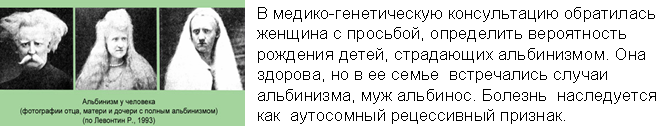 В медико-генетическую консультацию обратилась
женщина с просьбой, определить вероятность
рождения детей, страдающих альбинизмом. Она
здорова, но в ее семье встречались случаи
альбинизма, муж альбинос. Болезнь наследуется
как аутосомный рецессивный признак.
Альбинизм у человека
(фотографии отца, матери и дочери с полным альбинизмом)
(по Левонтин Р., 1993)